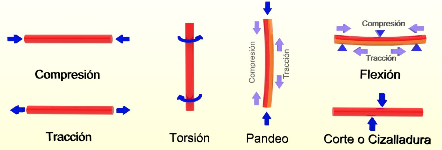 Compresión
Tracción
Torsión
Compresión
Tracción
Pandeo
Compresión
Tracción
Flexión
Corte o Cizalladura